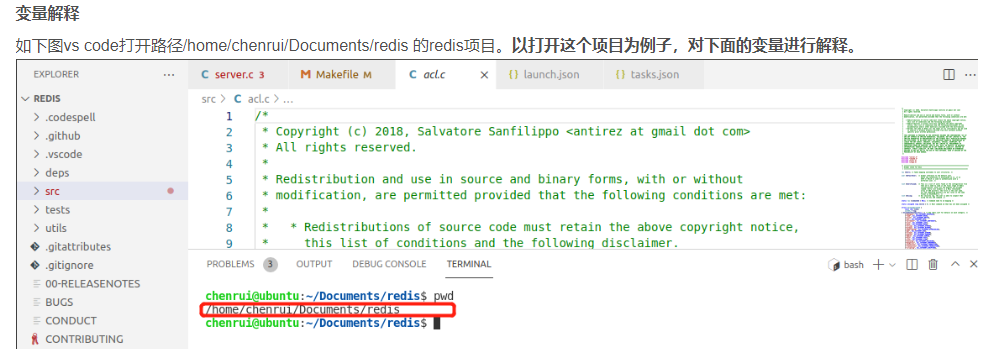 变量解释
如下图vs code打开路径/home/chenrui/Documents/redis 的redis项目。以打开这个项目为例子，对下面的变量进行解释。
EXPLORER ···
C server.c 3 M Makefile M C acl.c × {} launch.json {} tasks.json ···
REDIS
.codespell
.github
.vscode
deps
src
tests
utils
.gitattributes
.gitignore
00-RELEASENOTES
BUGS
CONDUCT
CONTRIBUTING
src > C acl.c > ...
1 /*
2 * Copyright (c) 2018, Salvatore Sanfilippo <antirez at gmail dot com>
3 * All rights reserved.
4 *
5 * Redistribution and use in source and binary forms, with or without
6 * modification, are permitted provided that the following conditions are met:
7 *
8 * * Redistributions of source code must retain the above copyright notice,
9 * this list of conditions and the following disclaimer.
PROBLEMS 3 OUTPUT DEBUG CONSOLE TERMINAL bash
chenrui@ubuntu:~/Documents/redis$ pwd
/home/chenrui/Documents/redis
chenrui@ubuntu:~/Documents/redis$